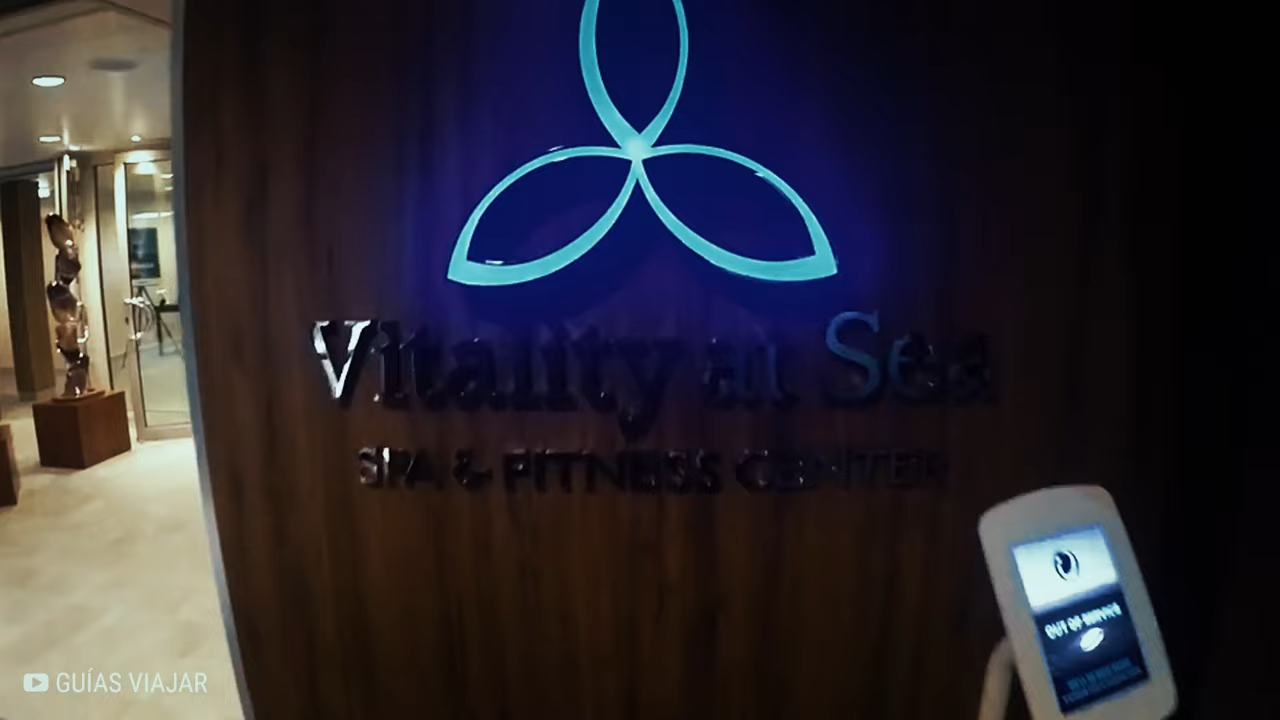 Vitality at Sea
SPA & FITNESS CENTER
OUT OF SERVICE
GUÍAS VIAJAR